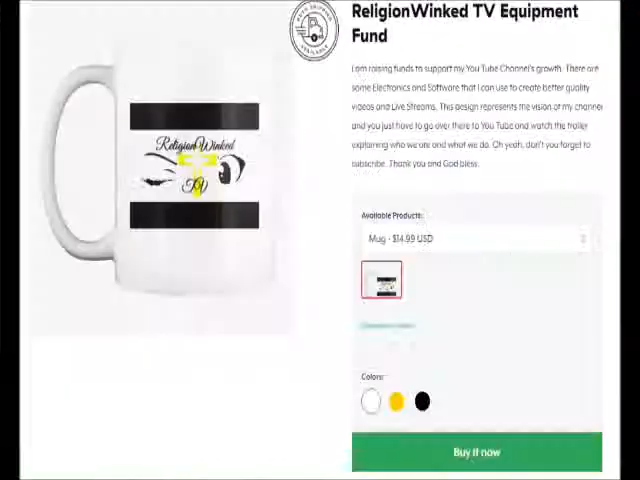 ReligionWinked TV Equipment
Fund
I am raising funds to support my You Tube Channel's growth. There are
some Electronics and Software that I can use to create better quality
videos and Live Streams. This design represents the vision of my channel
and you just have to go over there to You Tube and watch the trailer
explaining who we are and what we do. Oh yeah, don't you forget to
subscribe. Thank you and God bless.
ReligionWinked
TV
Available Products:
Mug - $14.99 USD
Colors:
Buy it now